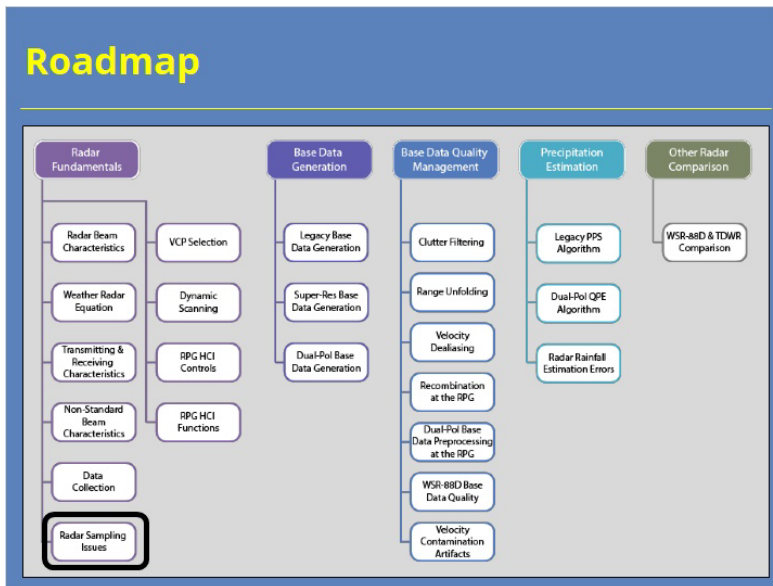 Roadmap
Radar
Fundamentals
Base Data
Generation
Base Data Quality
Management
Precipitation
Estimation
Other Radar
Comparison
Radar Beam
Characteristics
Weather Radar
Equation
Transmitting &
Receiving
Characteristics
Non-Standard
Beam
Characteristics
Data
Collection
Radar Sampling
Issues
VCP Selection
Dynamic
Scanning
RPG HCI
Controls
RPG HCI
Functions
Legacy Base
Data Generation
Super-Res Base
Data Generation
Dual-Pol Base
Data Generation
Clutter Filtering
Range Unfolding
Velocity
Dealiasing
Recombination
at the RPG
Dual-Pol Base
Data Preprocessing
at the RPG
WSR-88D Base
Data Quality
Velocity
Contamination
Artifacts
Legacy PPS
Algorithm
Dual-Pol QPE
Algorithm
Radar Rainfall
Estimation Errors
WSR-88D & TDWR
Comparison